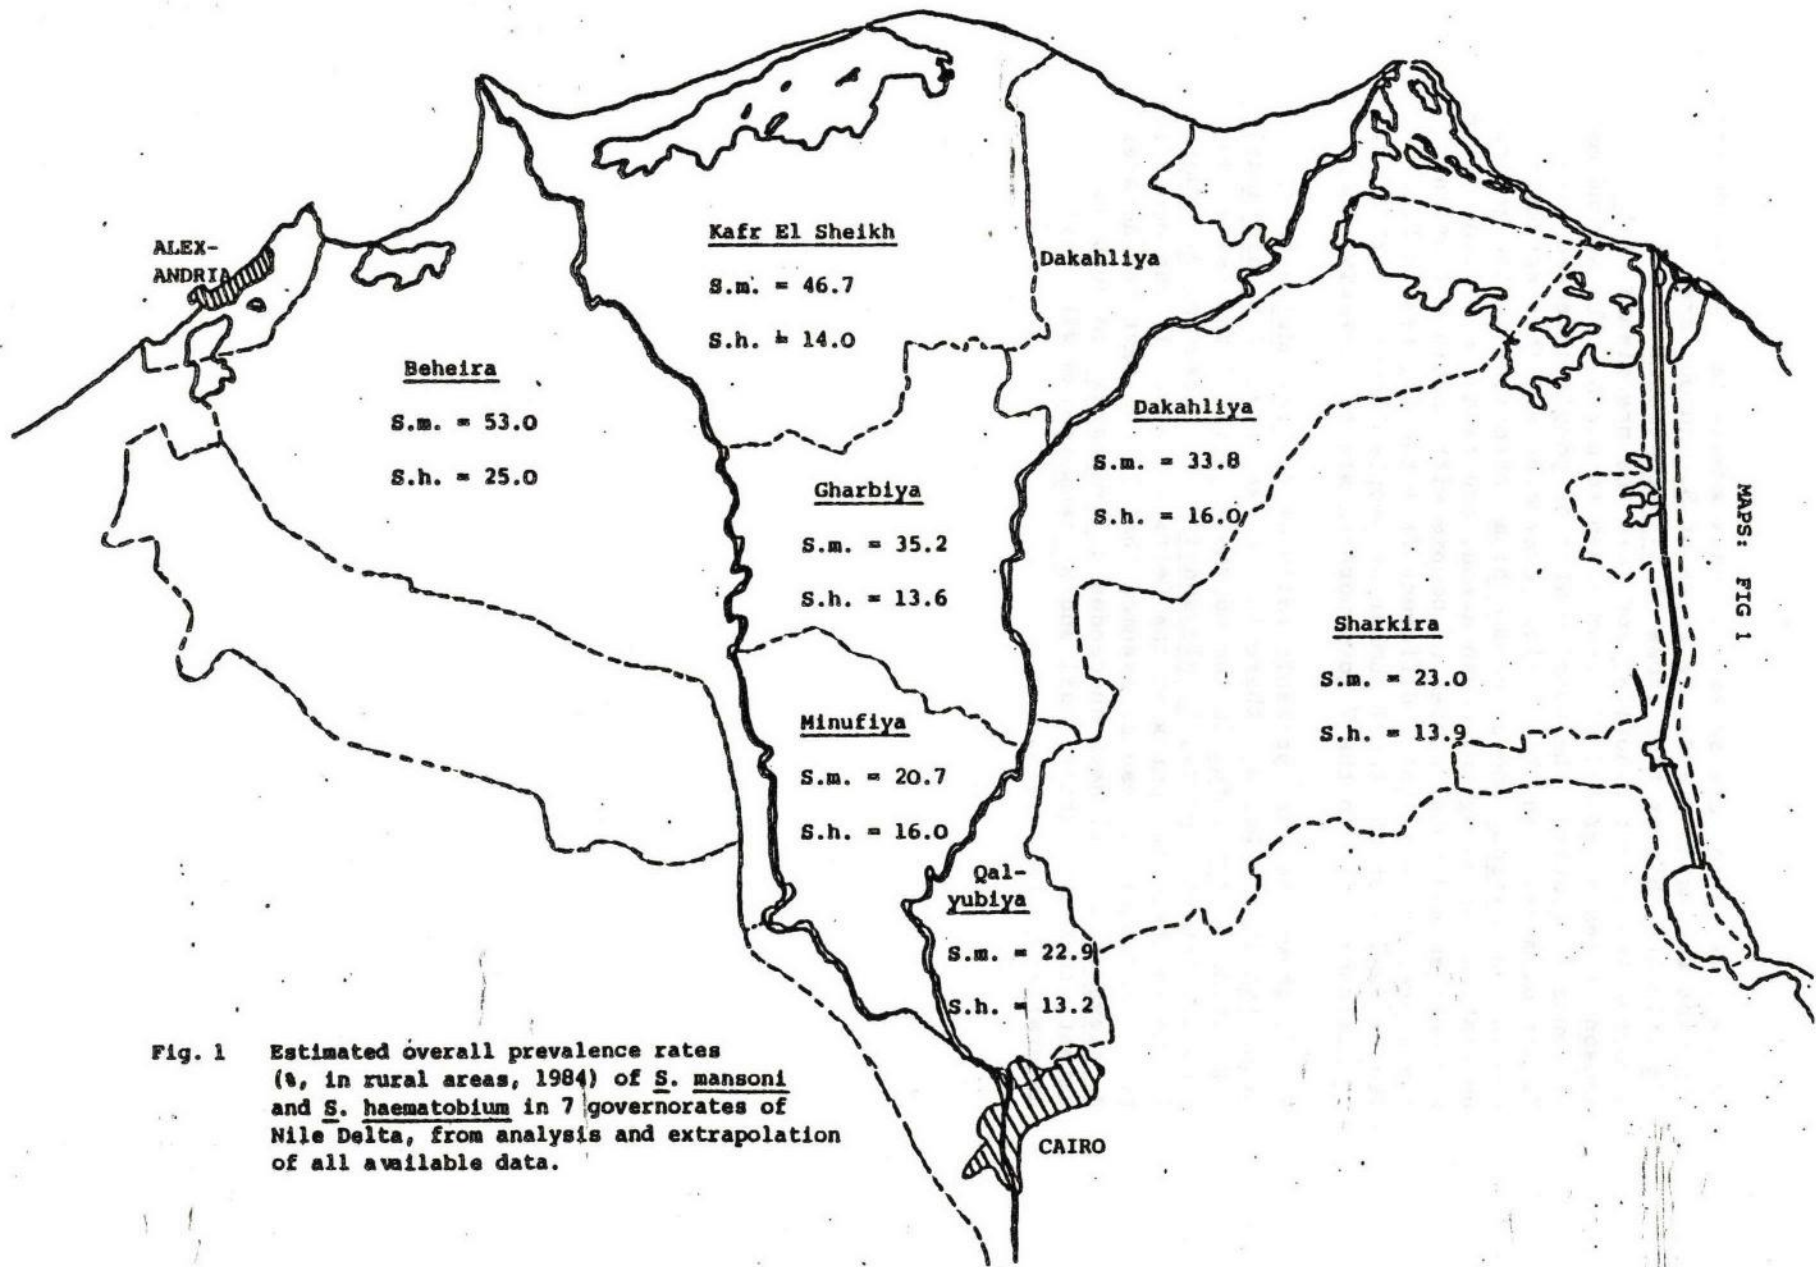 ALEX-
ANDRIA
Kafr El Sheikh
S.m. = 46.7
S.h. = 14.0
Dakahliya
Beheira
S.m. = 53.0
S.h. = 25.0
Dakahliya
S.m. = 33.8
S.h. = 16.0
Gharbiya
S.m. = 35.2
S.h. = 13.6
MAPS: FIG 1
Sharkira
S.m. = 23.0
S.h. = 13.9
Minufiya
S.m. = 20.7
S.h. = 16.0
Qal-
yubiya
S.m. = 22.9
S.h. = 13.2
CAIRO
Fig. 1 Estimated overall prevalence rates
(%, in rural areas, 1984) of S. mansoni
and S. haematobium in 7 governorates of
Nile Delta, from analysis and extrapolation
of all available data.